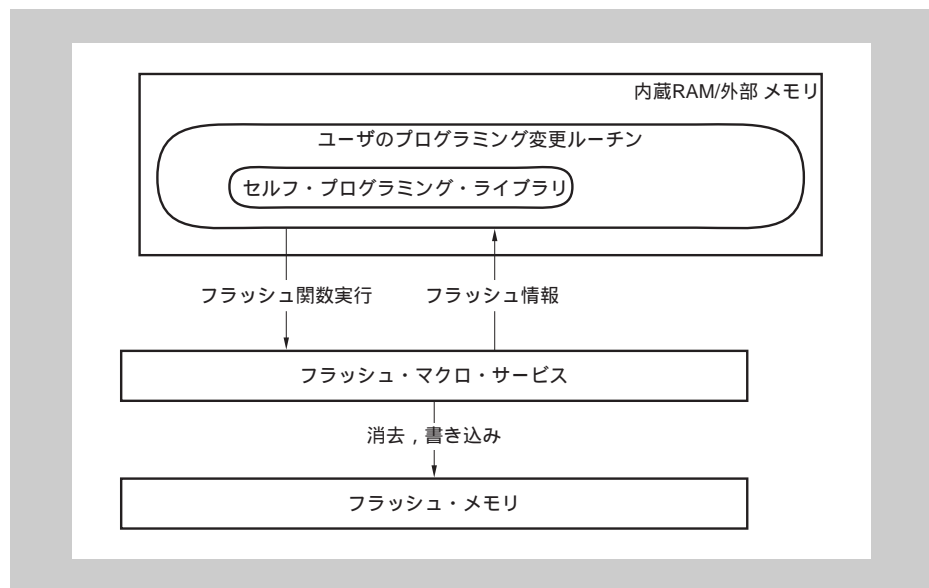 内蔵RAM/外部 メモリ
ユーザのプログラミング変更ルーチン
セルフ・プログラミング・ライブラリ
フラッシュ関数実行
フラッシュ情報
フラッシュ・マクロ・サービス
消去，書き込み
フラッシュ・メモリ